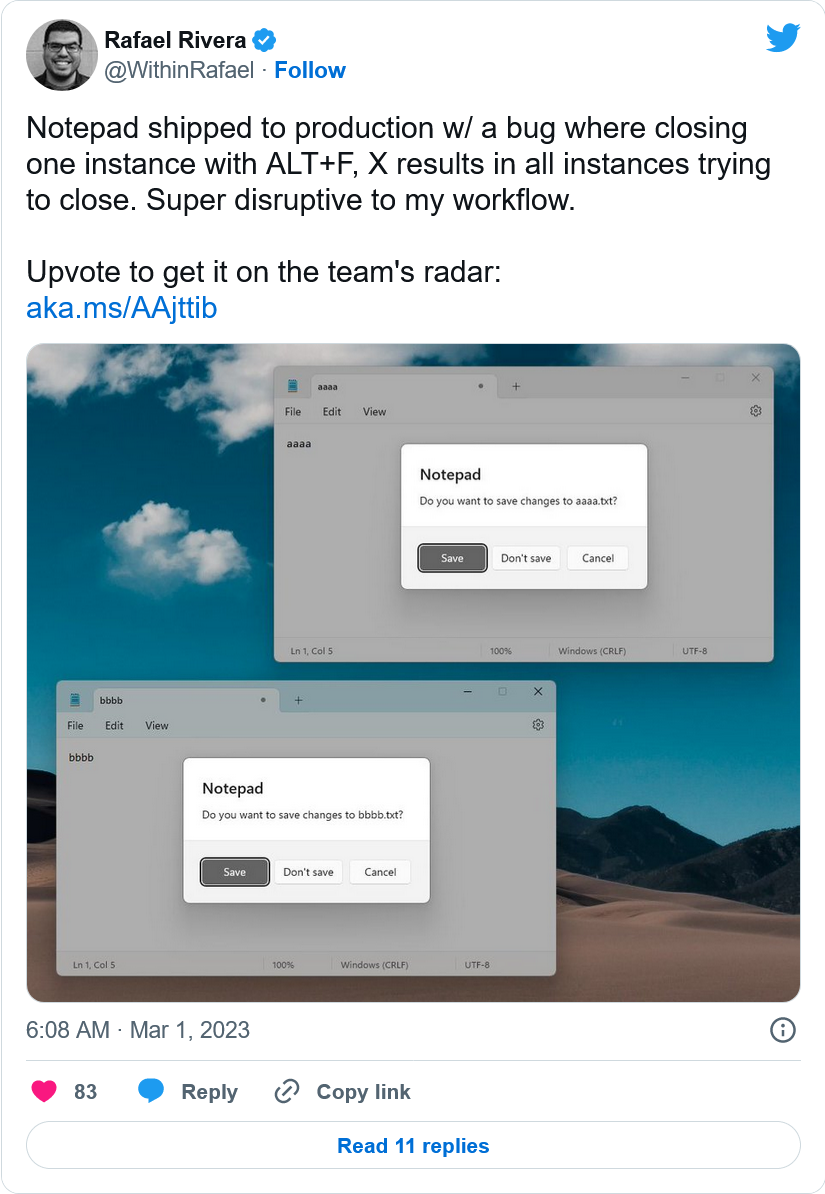 Rafael Rivera
@WithinRafael · Follow
Notepad shipped to production w/ a bug where closing
one instance with ALT+F, X results in all instances trying
to close. Super disruptive to my workflow.
Upvote to get it on the team's radar:
aka.ms/AAjttib
aaaa
File Edit View
aaaa
Notepad
Do you want to save changes to aaaa.txt?
Save Don't save Cancel
Ln 1, Col 5 100% Windows (CRLF) UTF-8
bbbb
File Edit View
bbbb
Notepad
Do you want to save changes to bbbb.txt?
Save Don't save Cancel
Ln 1, Col 5 100% Windows (CRLF) UTF-8
6:08 AM · Mar 1, 2023
83 Reply Copy link
Read 11 replies